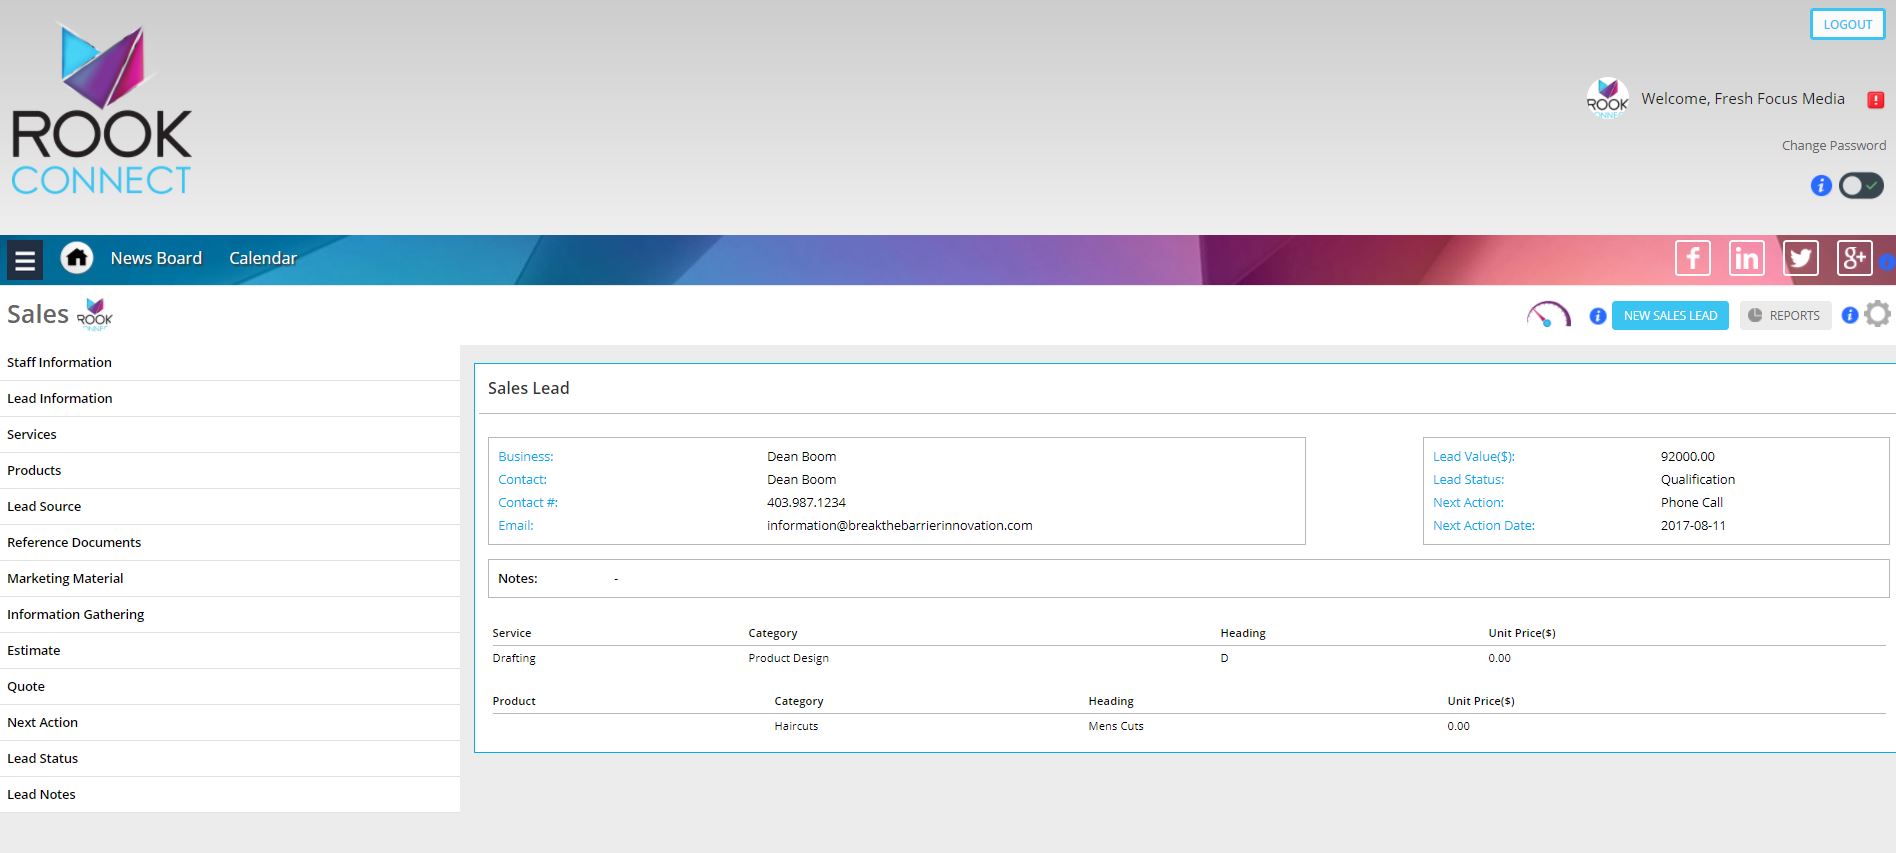 LOGOUT
ROOK
CONNECT
ROOK
CONNECT
Welcome, Fresh Focus Media
Change Password
News Board Calendar
Sales ROOK
CONNECT
NEW SALES LEAD REPORTS
Staff Information
Lead Information
Services
Products
Lead Source
Reference Documents
Marketing Material
Information Gathering
Estimate
Quote
Next Action
Lead Status
Lead Notes
Sales Lead
Business: Dean Boom
Contact: Dean Boom
Contact #: 403.987.1234
Email: information@breakthebarrierinnovation.com
Lead Value($): 92000.00
Lead Status: Qualification
Next Action: Phone Call
Next Action Date: 2017-08-11
Notes: -
Service Category Heading Unit Price($)
Drafting Product Design D 0.00
Product Category Heading Unit Price($)
Haircuts Mens Cuts 0.00